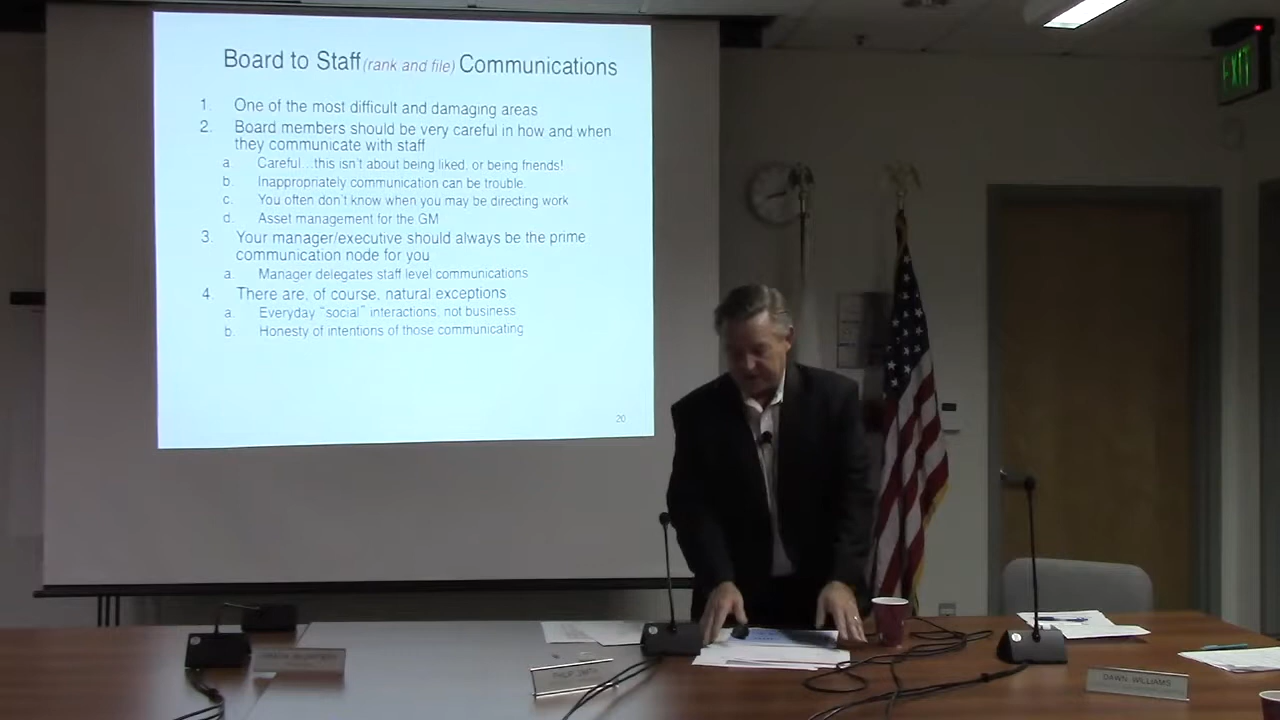 Board to Staff (rank and file) Communications
1. One of the most difficult and damaging areas
2. Board members should be very careful in how and when
they communicate with staff
a. Careful...this isn't about being liked, or being friends!
b. Inappropriately communication can be trouble.
c. You often don't know when you may be directing work
d. Asset management for the GM
3. Your manager/executive should always be the prime
communication node for you
a. Manager delegates staff level communications
4. There are, of course, natural exceptions
a. Everyday "social" interactions, not business
b. Honesty of intentions of those communicating
20
EXIT
DAWN WILLIAMS